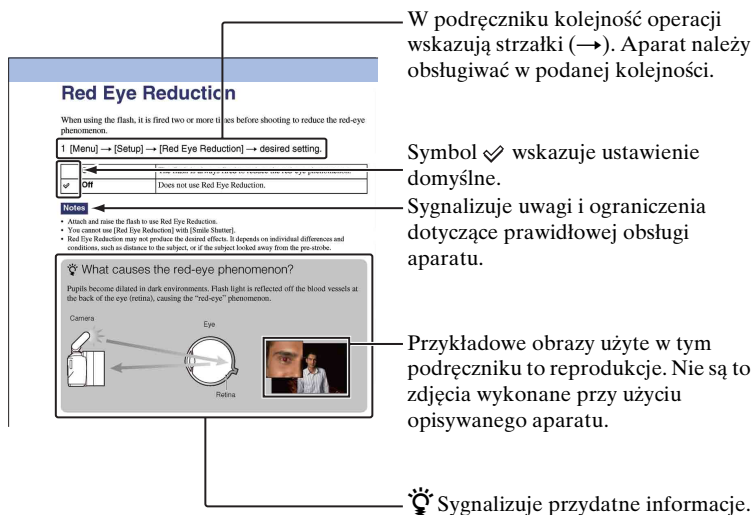 W podręczniku kolejność operacji
wskazują strzałki (→). Aparat należy
obsługiwać w podanej kolejności.
Red Eye Reduction
When using the flash, it is fired two or more times before shooting to reduce the red-eye
phenomenon.
1 [Menu] → [Setup] → [Red Eye Reduction] → desired setting.
Symbol ✓ wskazuje ustawienie
domyślne.
✓ Off Does not use Red Eye Reduction.
Notes
Sygnalizuje uwagi i ograniczenia
dotyczące prawidłowej obsługi
aparatu.
• Attach and raise the flash to use Red Eye Reduction.
• You cannot use [Red Eye Reduction] with [Smile Shutter].
• Red Eye Reduction may not produce the desired effects. It depends on individual differences and
conditions, such as distance to the subject, or if the subject looked away from the pre-strobe.
What causes the red-eye phenomenon?
Pupils become dilated in dark environments. Flash light is reflected off the blood vessels at
the back of the eye (retina), causing the “red-eye” phenomenon.
Camera
Eye
Retina
Przykładowe obrazy użyte w tym
podręczniku to reprodukcje. Nie są to
zdjęcia wykonane przy użyciu
opisywanego aparatu.
Sygnalizuje przydatne informacje.